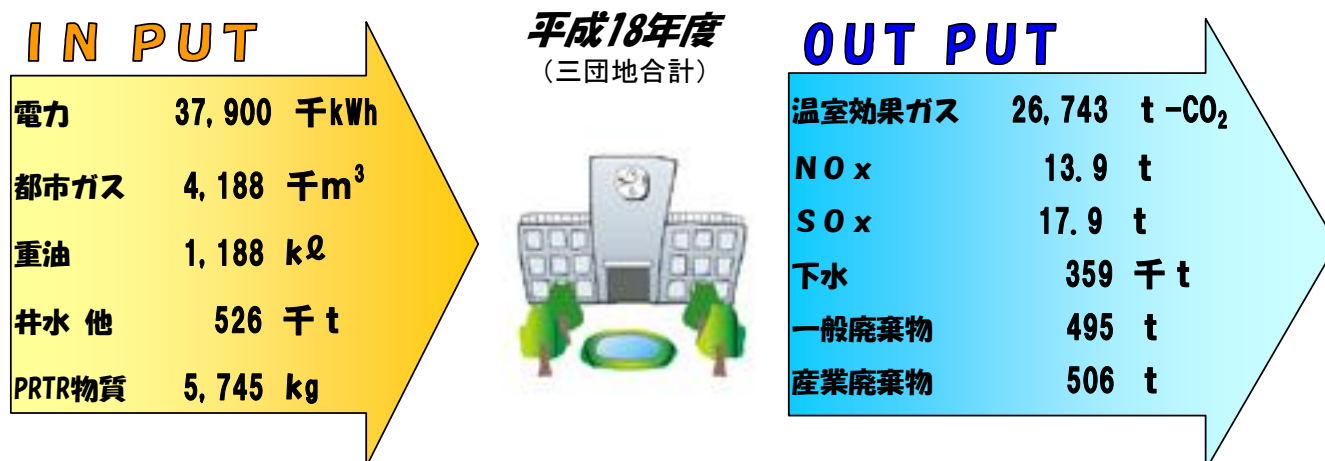 IN PUT
電力 37,900 千kWh
都市ガス 4,188 千m³
重油 1,188 kℓ
井水 他 526 千t
PRTR物質 5,745 kg
平成18年度
(三団地合計)
OUT PUT
温室効果ガス 26,743 t-CO₂
NOx 13.9 t
SOx 17.9 t
下水 359 千t
一般廃棄物 495 t
産業廃棄物 506 t